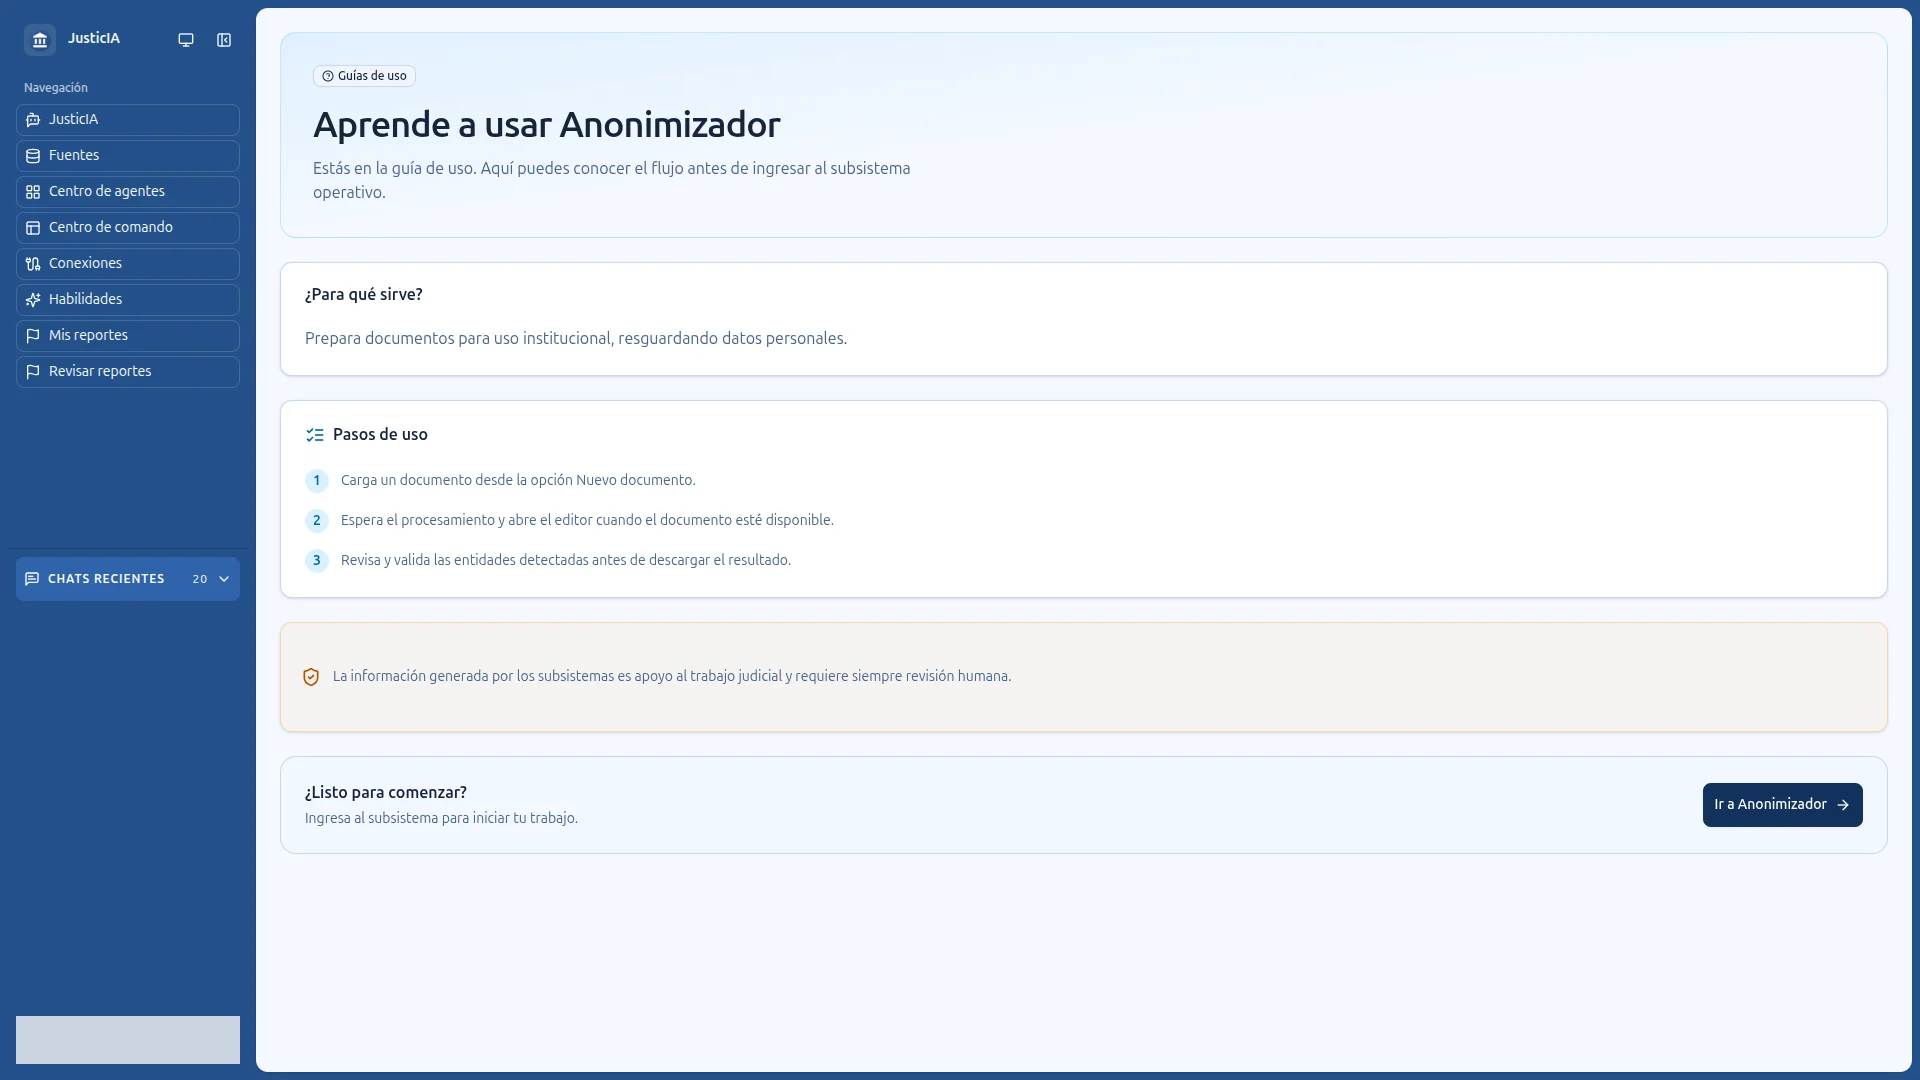 JusticIA
Navegación
JusticIA
Fuentes
Centro de agentes
Centro de comando
Conexiones
Habilidades
Mis reportes
Revisar reportes
CHATS RECIENTES 20
Guías de uso
Aprende a usar Anonimizador
Estás en la guía de uso. Aquí puedes conocer el flujo antes de ingresar al subsistema
operativo.
¿Para qué sirve?
Prepara documentos para uso institucional, resguardando datos personales.
Pasos de uso
1 Carga un documento desde la opción Nuevo documento.
2 Espera el procesamiento y abre el editor cuando el documento esté disponible.
3 Revisa y valida las entidades detectadas antes de descargar el resultado.
La información generada por los subsistemas es apoyo al trabajo judicial y requiere siempre revisión humana.
¿Listo para comenzar?
Ingresa al subsistema para iniciar tu trabajo.
Ir a Anonimizador